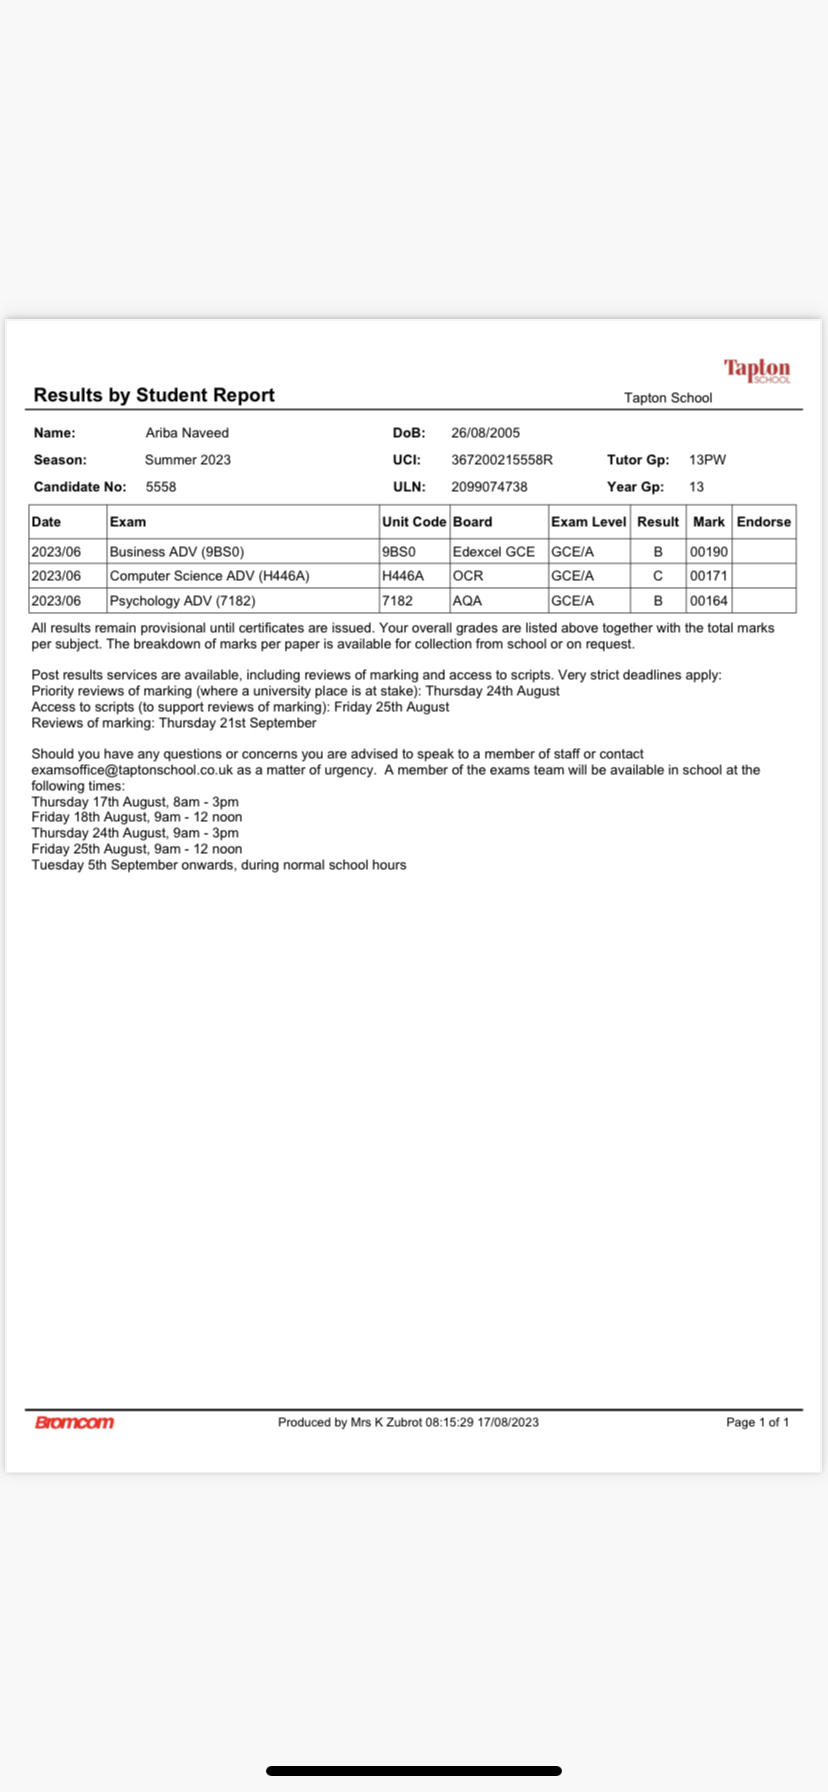 Tapton
SCHOOL
Results by Student Report
Tapton School
Name: Ariba Naveed DoB: 26/08/2005
Season: Summer 2023 UCI: 367200215558R Tutor Gp: 13PW
Candidate No: 5558 ULN: 2099074738 Year Gp: 13
Date Exam Unit Code Board Exam Level Result Mark Endorse
2023/06 Business ADV (9BS0) 9BS0 Edexcel GCE GCE/A B 00190
2023/06 Computer Science ADV (H446A) H446A OCR GCE/A C 00171
2023/06 Psychology ADV (7182) 7182 AQA GCE/A B 00164
All results remain provisional until certificates are issued. Your overall grades are listed above together with the total marks
per subject. The breakdown of marks per paper is available for collection from school or on request.
Post results services are available, including reviews of marking and access to scripts. Very strict deadlines apply:
Priority reviews of marking (where a university place is at stake): Thursday 24th August
Access to scripts (to support reviews of marking): Friday 25th August
Reviews of marking: Thursday 21st September
Should you have any questions or concerns you are advised to speak to a member of staff or contact
examsoffice@taptonschool.co.uk as a matter of urgency. A member of the exams team will be available in school at the
following times:
Thursday 17th August, 8am - 3pm
Friday 18th August, 9am - 12 noon
Thursday 24th August, 9am - 3pm
Friday 25th August, 9am - 12 noon
Tuesday 5th September onwards, during normal school hours
Bromcom Produced by Mrs K Zubrot 08:15:29 17/08/2023 Page 1 of 1